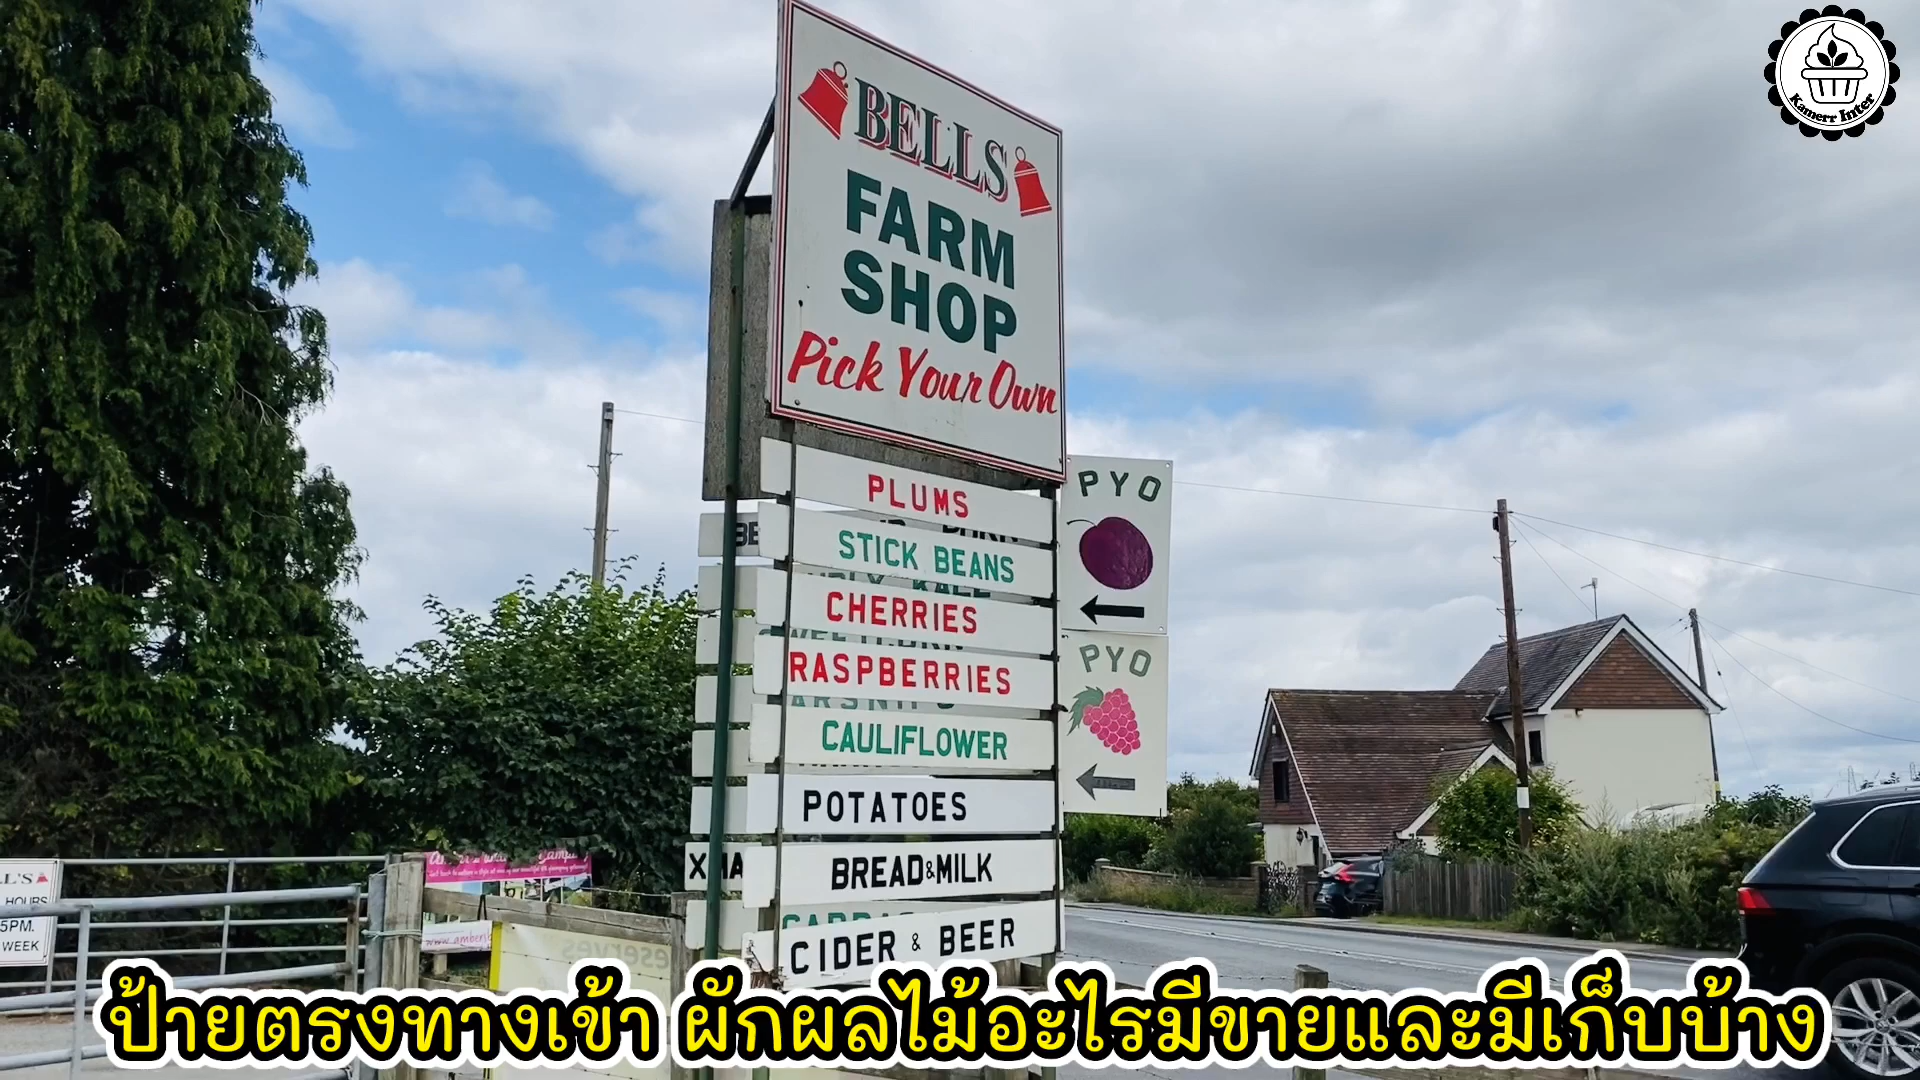 Kamerr Inter
BELLS
FARM
SHOP
Pick Your Own
PLUMS
STICK BEANS
CHERRIES
RASPBERRIES
CAULIFLOWER
POTATOES
BREAD&MILK
CIDER & BEER
PYO
PYO
HOURS
5PM.
WEEK
ป้ายตรงทางเข้า ผักผลไม้อะไรมีขายและมีเก็บบ้าง